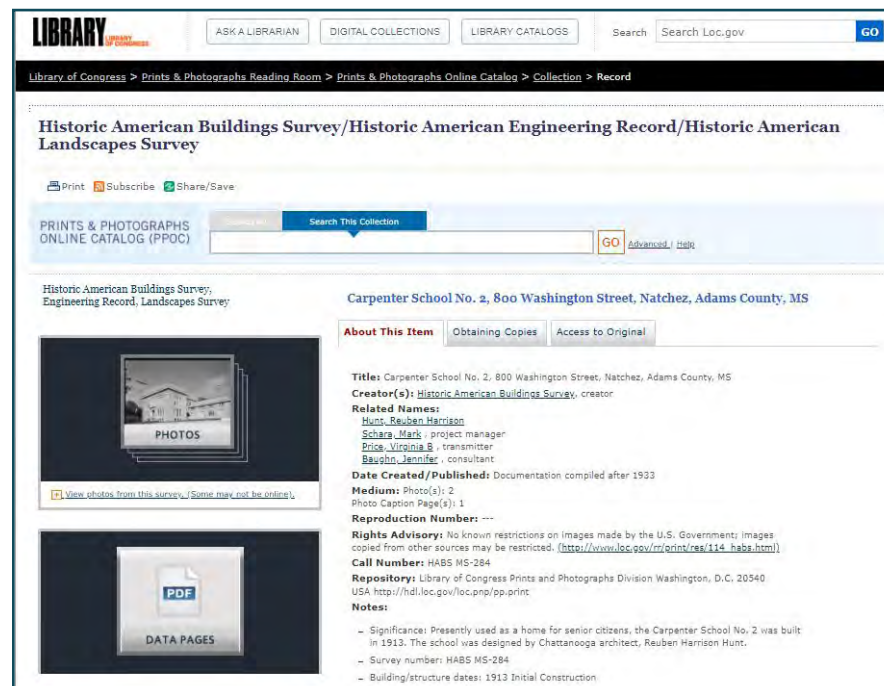 LIBRARY LIBRARY OF CONGRESS
ASK A LIBRARIAN
DIGITAL COLLECTIONS
LIBRARY CATALOGS
Search
Search Loc.gov
GO
Library of Congress > Prints & Photographs Reading Room > Prints & Photographs Online Catalog > Collection > Record
Historic American Buildings Survey/Historic American Engineering Record/Historic American
Landscapes Survey
Print Subscribe Share/Save
PRINTS & PHOTOGRAPHS
ONLINE CATALOG (PPOC)
Search This Collection
GO Advanced | Help
Historic American Buildings Survey,
Engineering Record, Landscapes Survey
PHOTOS
View photos from this survey. (Some may not be online).
PDF
DATA PAGES
Carpenter School No. 2, 800 Washington Street, Natchez, Adams County, MS
About This Item
Obtaining Copies
Access to Original
Title: Carpenter School No. 2, 800 Washington Street, Natchez, Adams County, MS
Creator(s): Historic American Buildings Survey, creator
Related Names:
Hunt, Reuben Harrison
Schara, Mark , project manager
Price, Virginia B , transmitter
Baughn, Jennifer , consultant
Date Created/Published: Documentation compiled after 1933
Medium: Photo(s): 2
Photo Caption Page(s): 1
Reproduction Number: ---
Rights Advisory: No known restrictions on images made by the U.S. Government; images
copied from other sources may be restricted. (http://www.loc.gov/rr/print/res/114_habs.html)
Call Number: HABS MS-284
Repository: Library of Congress Prints and Photographs Division Washington, D.C. 20540
USA http://hdl.loc.gov/loc.pnp/pp.print
Notes:
– Significance: Presently used as a home for senior citizens, the Carpenter School No. 2 was built
in 1913. The school was designed by Chattanooga architect, Reuben Harrison Hunt.
– Survey number: HABS MS-284
– Building/structure dates: 1913 Initial Construction